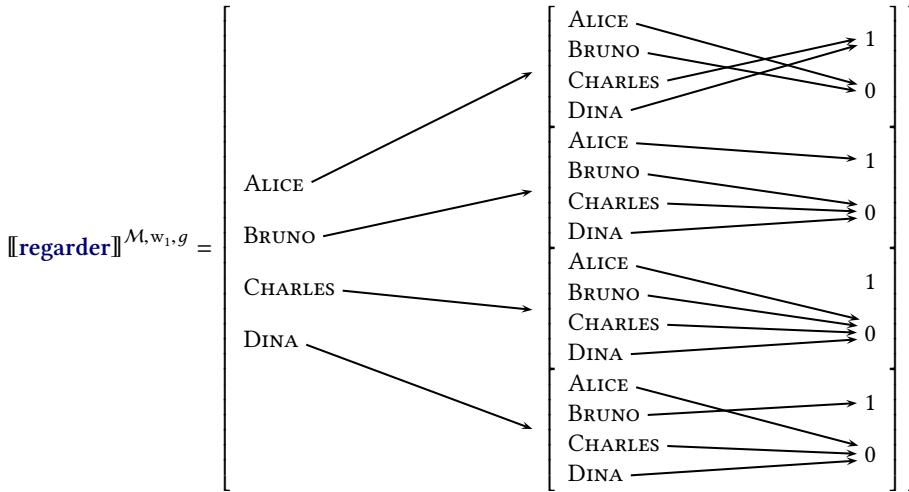 ALICE
BRUNO
CHARLES
DINA
1
0
ALICE
BRUNO
CHARLES
DINA
1
0
⟦regarder⟧^{ℳ,w₁,g} =
ALICE
BRUNO
CHARLES
DINA
ALICE
BRUNO
CHARLES
DINA
1
0
ALICE
BRUNO
CHARLES
DINA
1
0